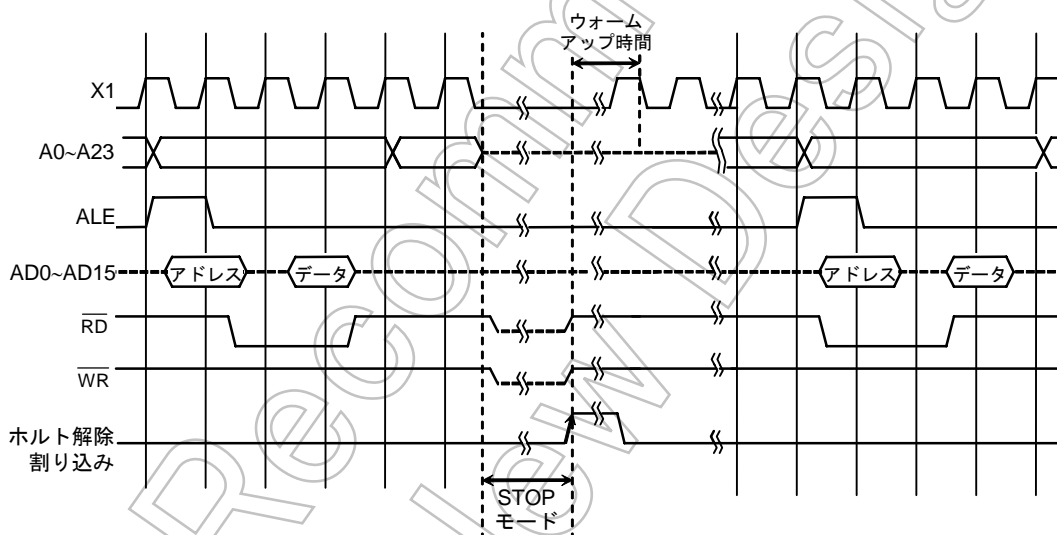 ウォーム
アップ時間
X1
A0~A23
ALE
AD0~AD15
アドレス
データ
アドレス
データ
RD
WR
ホルト解除
割り込み
STOP
モード